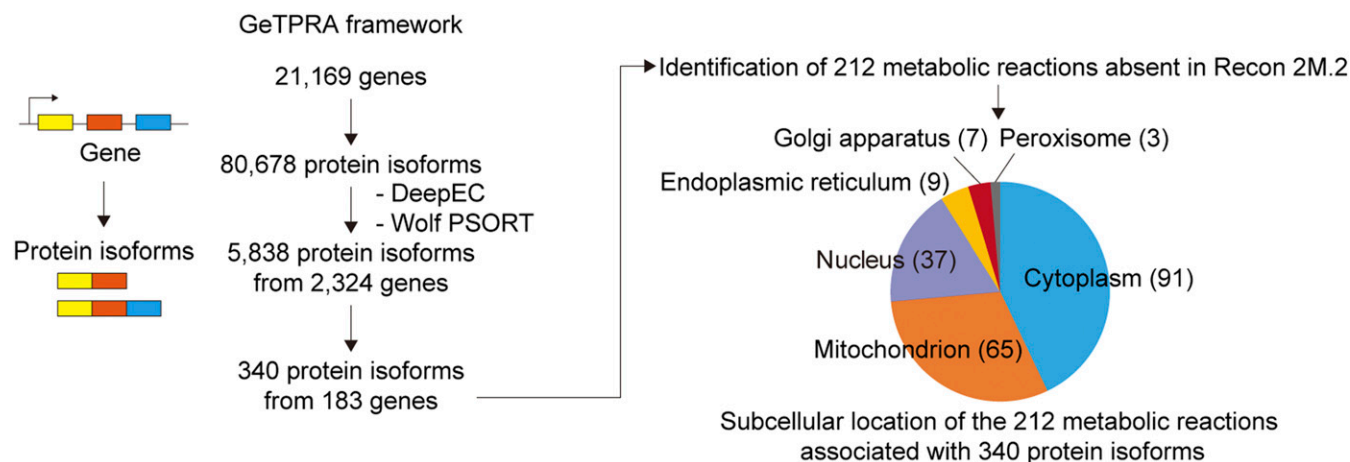 GeTPRA framework
21,169 genes
Gene
80,678 protein isoforms
- DeepEC
- Wolf PSORT
Protein isoforms
5,838 protein isoforms
from 2,324 genes
340 protein isoforms
from 183 genes
Identification of 212 metabolic reactions absent in Recon 2M.2
Golgi apparatus (7) Peroxisome (3)
Endoplasmic reticulum (9)
Nucleus (37)
Cytoplasm (91)
Mitochondrion (65)
Subcellular location of the 212 metabolic reactions
associated with 340 protein isoforms